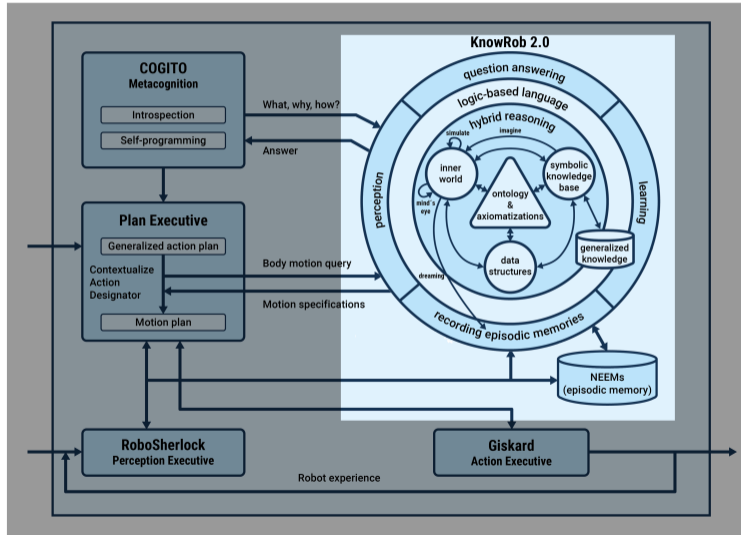 KnowRob 2.0
COGITO
Metacognition
Introspection
Self-programming
What, why, how?
Answer
question answering
logic-based language
hybrid reasoning
perception
learning
recording episodic memories
simulate
imagine
inner
world
mind's
eye
symbolic
knowledge
base
ontology
&
axiomatizations
data
structures
generalized
knowledge
dreaming
Plan Executive
Generalized action plan
Contextualize
Action
Designator
Motion plan
Body motion query
Motion specifications
NEEMs
(episodic memory)
RoboSherlock
Perception Executive
Giskard
Action Executive
Robot experience